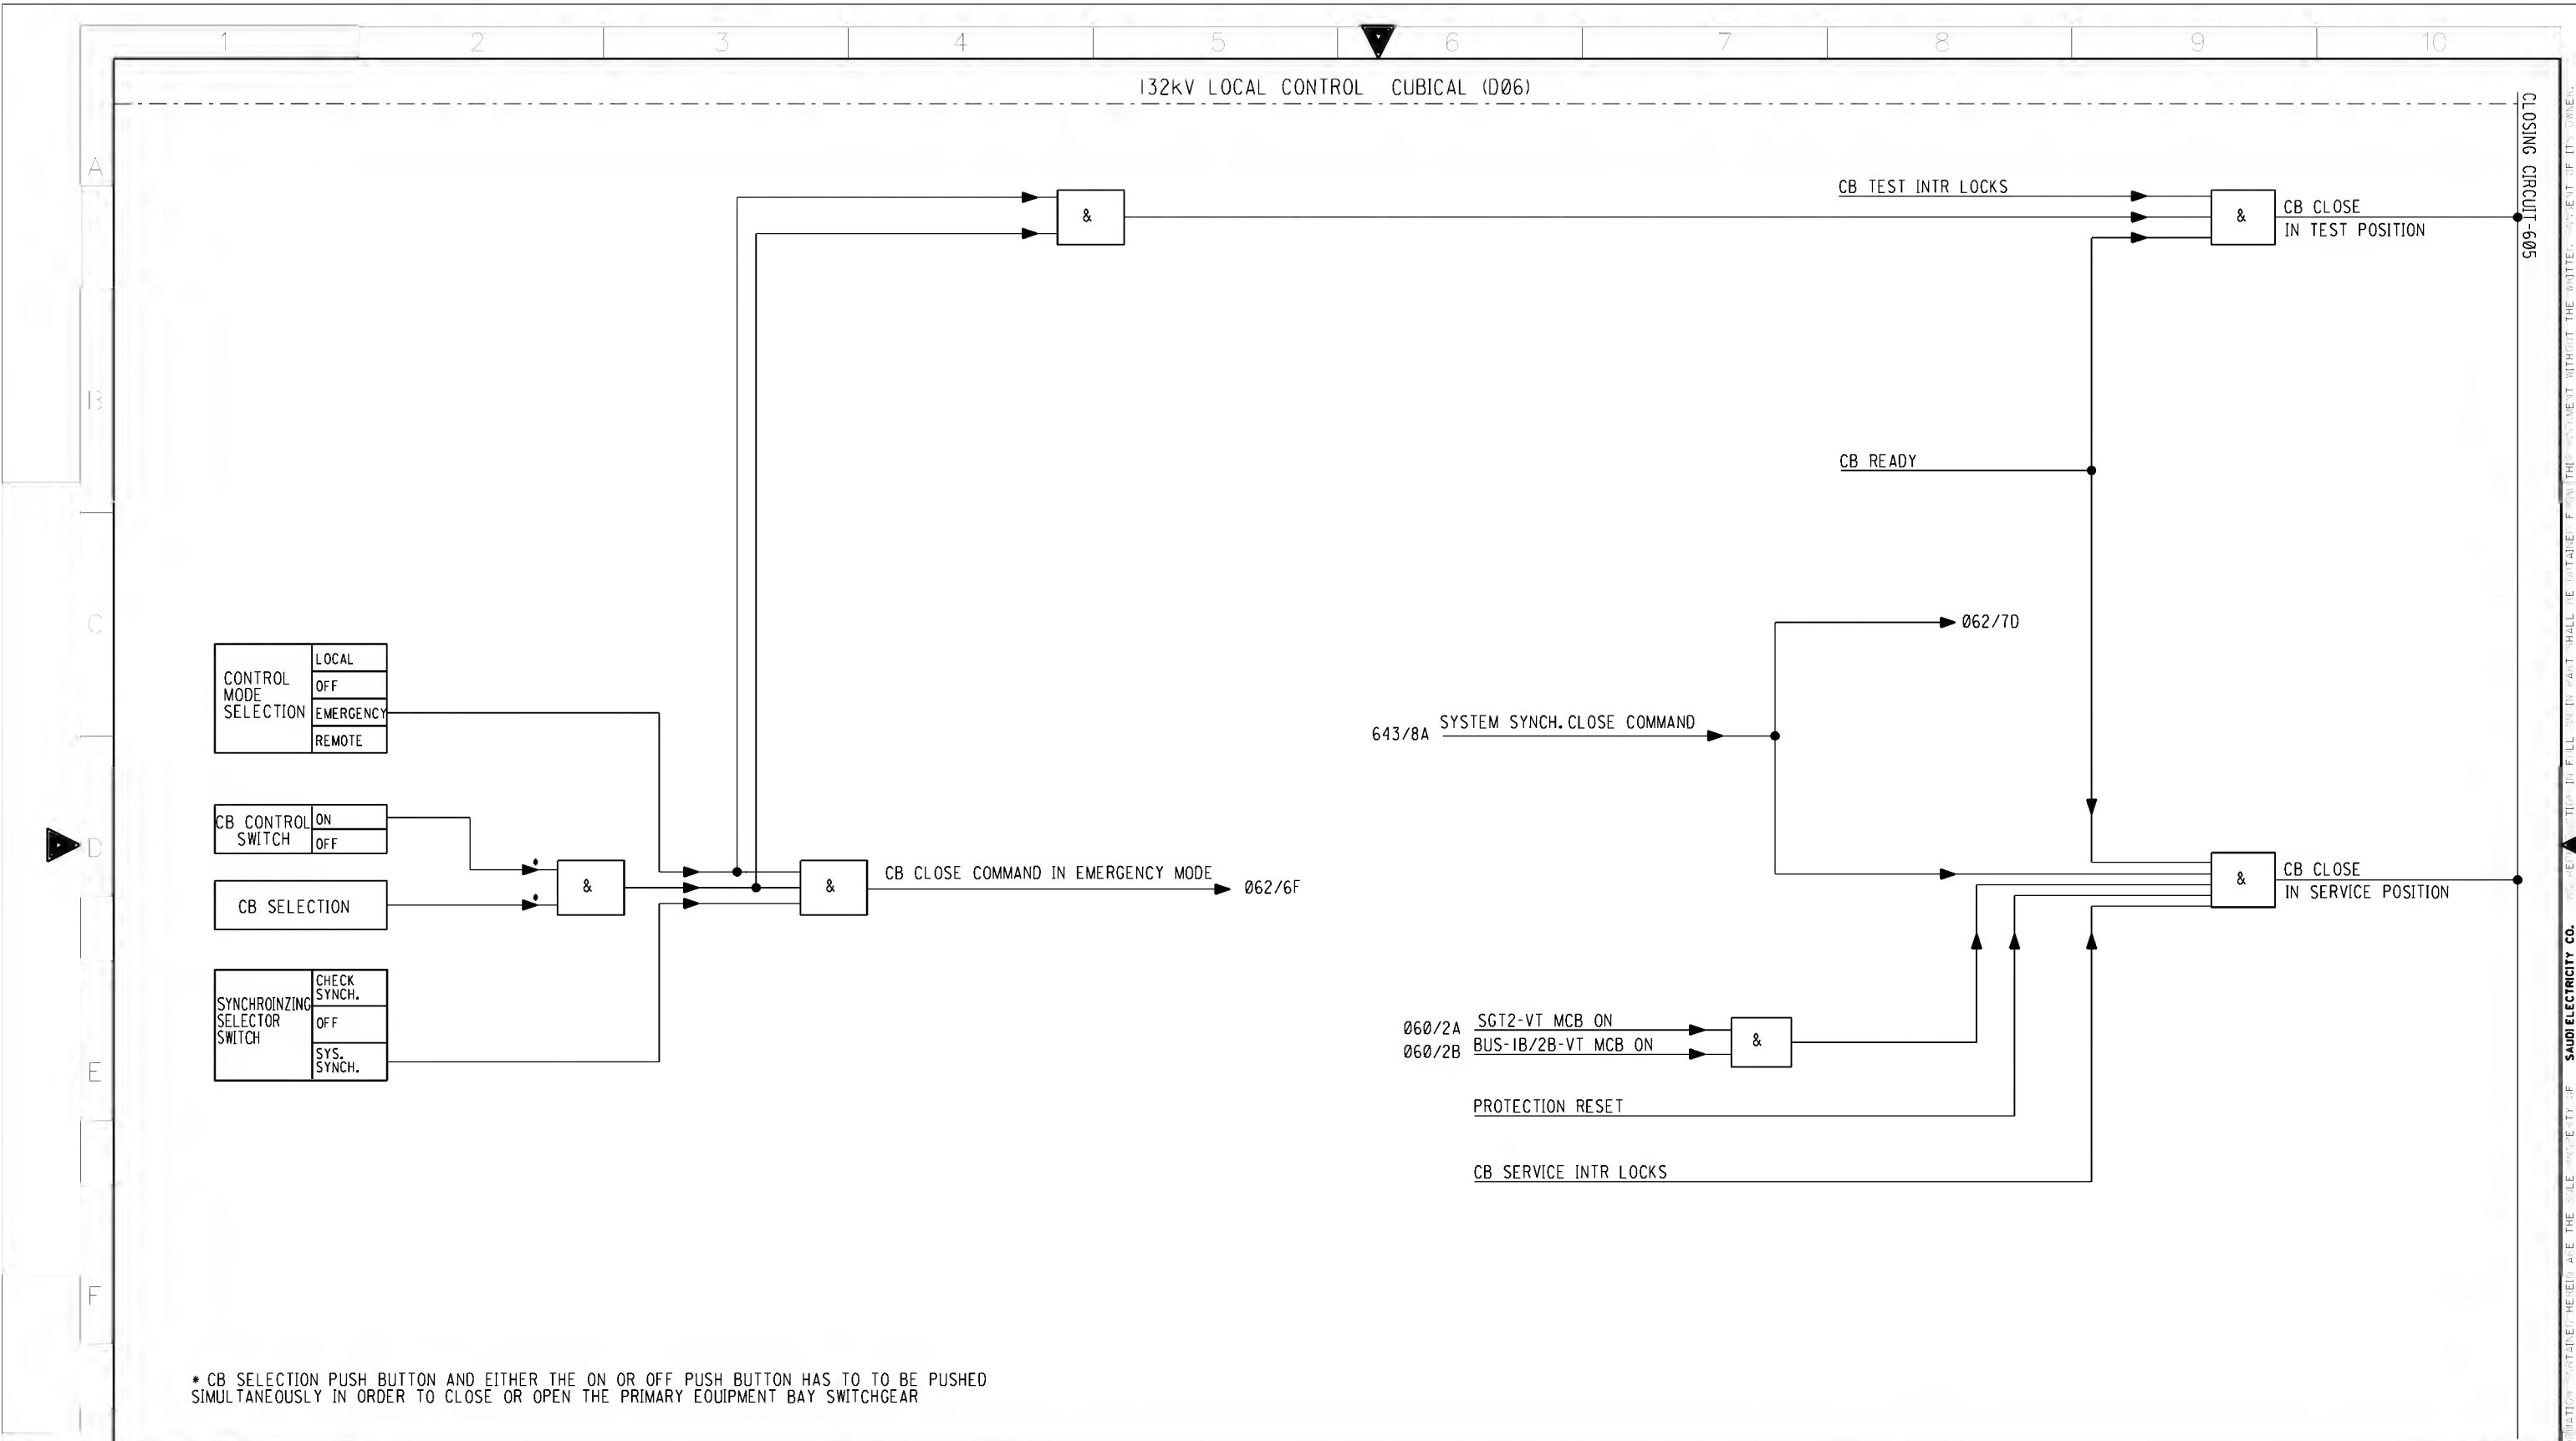 1 2 3 4 5 6 7 8 9 10
132kV LOCAL CONTROL CUBICAL (D06)
CLOSING CIRCUIT-605
A
B
C
D
E
F
&
CB TEST INTR LOCKS
&
CB CLOSE
IN TEST POSITION
CB READY
062/7D
CONTROL
MODE
SELECTION
LOCAL
OFF
EMERGENCY
REMOTE
643/8A SYSTEM SYNCH.CLOSE COMMAND
CB CONTROL
SWITCH
ON
OFF
CB SELECTION
*
*
&
&
CB CLOSE COMMAND IN EMERGENCY MODE
062/6F
&
CB CLOSE
IN SERVICE POSITION
SYNCHROINZING
SELECTOR
SWITCH
CHECK
SYNCH.
OFF
SYS.
SYNCH.
060/2A SGT2-VT MCB ON
060/2B BUS-1B/2B-VT MCB ON
&
PROTECTION RESET
CB SERVICE INTR LOCKS
* CB SELECTION PUSH BUTTON AND EITHER THE ON OR OFF PUSH BUTTON HAS TO TO BE PUSHED
SIMULTANEOUSLY IN ORDER TO CLOSE OR OPEN THE PRIMARY EQUIPMENT BAY SWITCHGEAR
SAUDI ELECTRICITY CO.